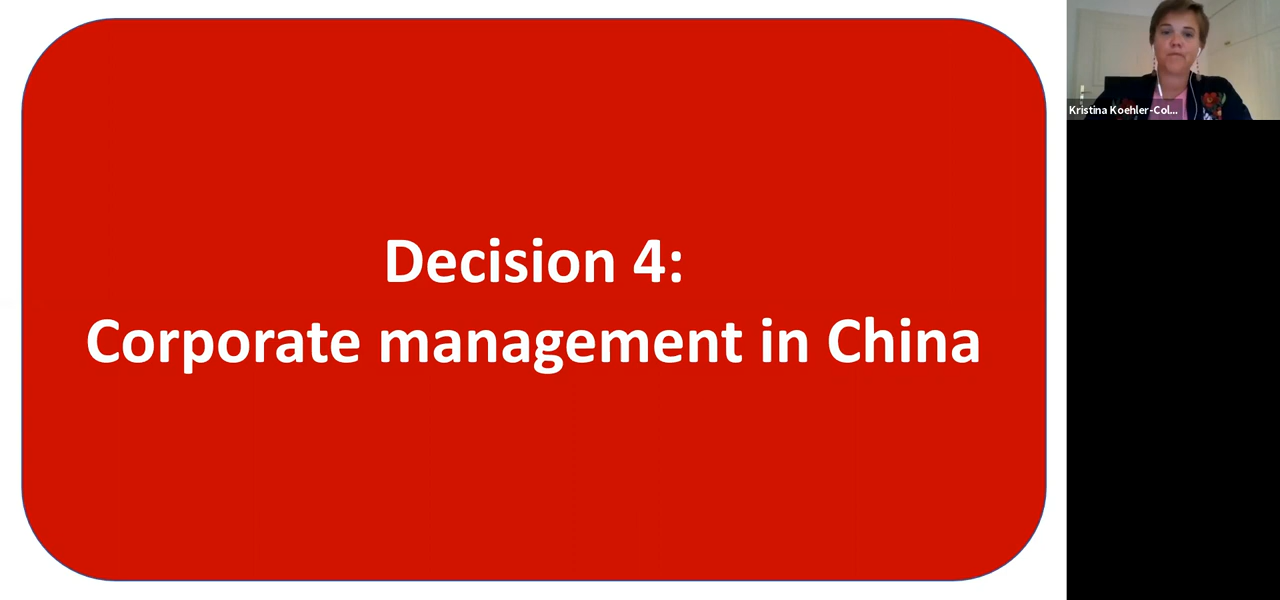 Decision 4:
Corporate management in China
Kristina Koehler-Col...